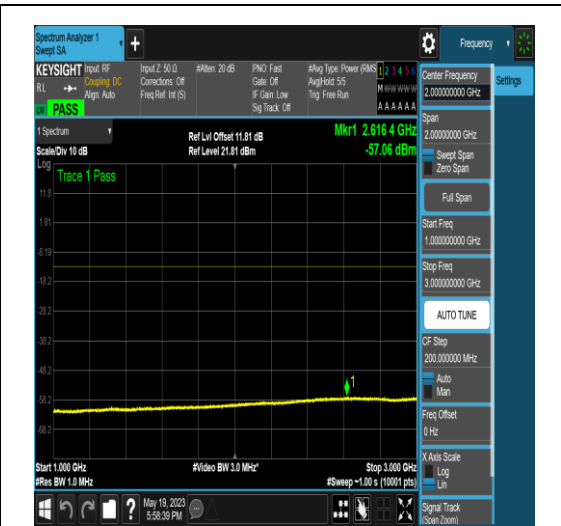 Spectrum Analyzer 1
Swept SA
+
Frequency
KEYSIGHT
RL
PASS
Input: RF
Coupling: DC
Align: Auto
Input Z: 50 Ω
Corrections: Off
Freq Ref: Int (S)
#Atten: 20 dB
PNO: Fast
Gate: Off
IF Gain: Low
Sig Track: Off
#Avg Type: Power (RMS
Avg|Hold: 5/5
Trig: Free Run
1 2 3 4 5 6
M W W W W W
A A A A A A
1 Spectrum
Scale/Div 10 dB
Ref Lvl Offset 11.81 dB
Ref Level 21.81 dBm
Mkr1 2.616 4 GHz
-57.06 dBm
Log
Trace 1 Pass
11.8
1.81
-8.19
-18.2
-28.2
-38.2
-48.2
-58.2
-68.2
1
Start 1.000 GHz
#Res BW 1.0 MHz
#Video BW 3.0 MHz*
Stop 3.000 GHz
#Sweep ~1.00 s (10001 pts)
Center Frequency
2.000000000 GHz
Settings
Span
2.00000000 GHz
Swept Span
Zero Span
Full Span
Start Freq
1.000000000 GHz
Stop Freq
3.000000000 GHz
AUTO TUNE
CF Step
200.000000 MHz
Auto
Man
Freq Offset
0 Hz
X Axis Scale
Log
Lin
Signal Track
(Span Zoom)
?
May 19, 2023
5:58:39 PM